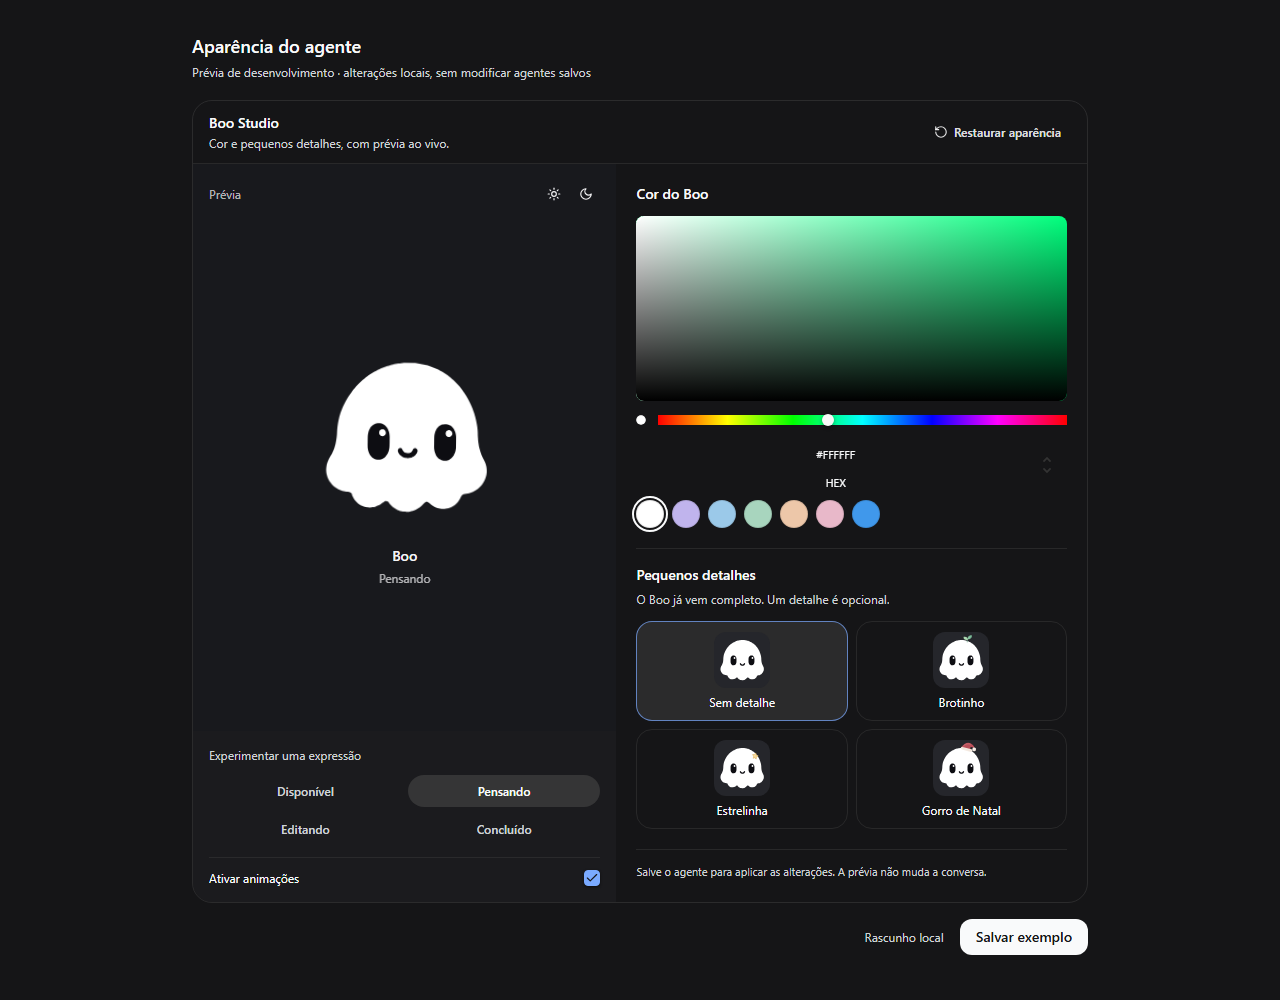 Aparência do agente
Prévia de desenvolvimento · alterações locais, sem modificar agentes salvos
Boo Studio
Cor e pequenos detalhes, com prévia ao vivo.
Restaurar aparência
Prévia
Boo
Pensando
Experimentar uma expressão
Disponível
Pensando
Editando
Concluído
Ativar animações
Cor do Boo
#FFFFFF
HEX
Pequenos detalhes
O Boo já vem completo. Um detalhe é opcional.
Sem detalhe
Brotinho
Estrelinha
Gorro de Natal
Salve o agente para aplicar as alterações. A prévia não muda a conversa.
Rascunho local
Salvar exemplo